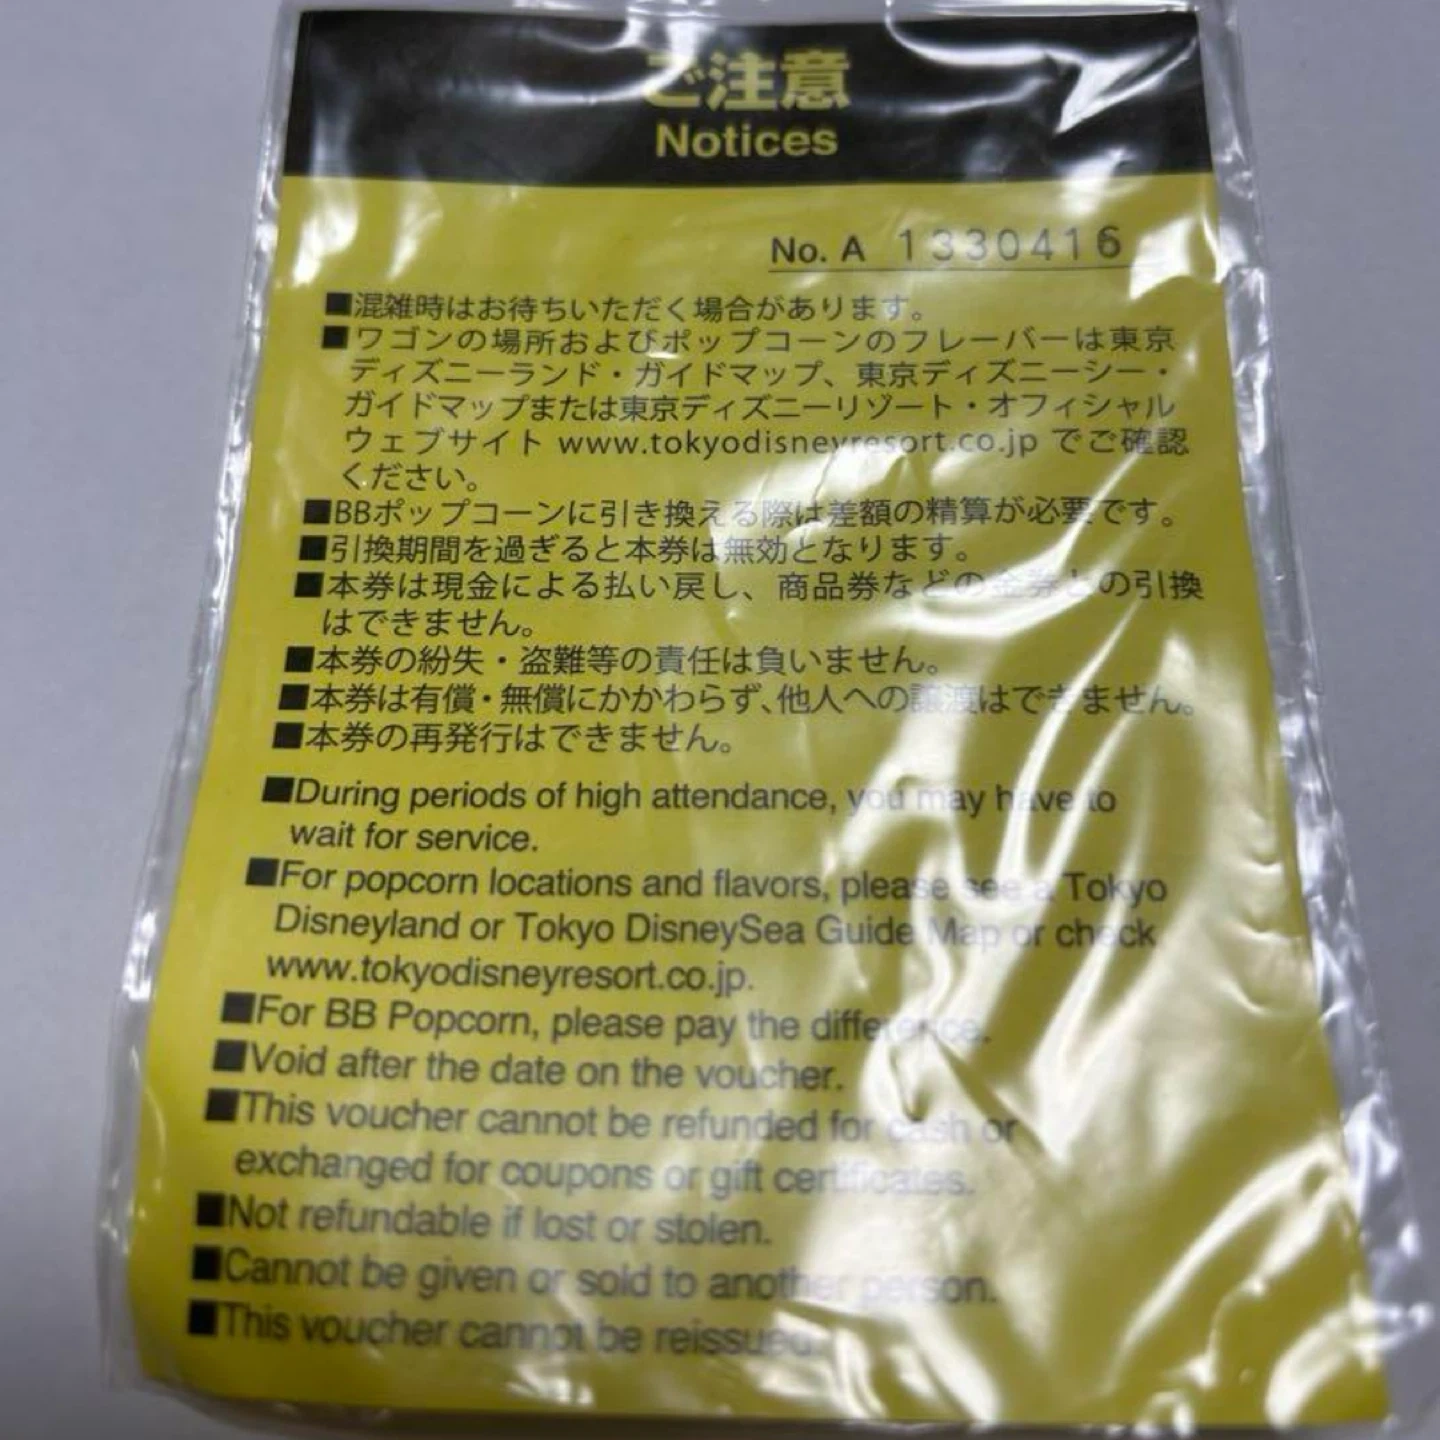 ご注意
Notices
No. A 1330416
■混雑時はお待ちいただく場合があります。
■ワゴンの場所およびポップコーンのフレーバーは東京
ディズニーランド・ガイドマップ、東京ディズニーシー・
ガイドマップまたは東京ディズニーリゾート・オフィシャル
ウェブサイト www.tokyodisneyresort.co.jp でご確認
ください。
■BBポップコーンに引き換える際は差額の精算が必要です。
■引換期間を過ぎると本券は無効となります。
■本券は現金による払い戻し、商品券などの金券との引換
はできません。
■本券の紛失・盗難等の責任は負いません。
■本券は有償・無償にかかわらず、他人への譲渡はできません。
■本券の再発行はできません。
■During periods of high attendance, you may have to
wait for service.
■For popcorn locations and flavors, please see a Tokyo
Disneyland or Tokyo DisneySea Guide Map or check
www.tokyodisneyresort.co.jp.
■For BB Popcorn, please pay the difference.
■Void after the date on the voucher.
■This voucher cannot be refunded for cash or
exchanged for coupons or gift certificates.
■Not refundable if lost or stolen.
■Cannot be given or sold to another person.
■This voucher cannot be reissued.